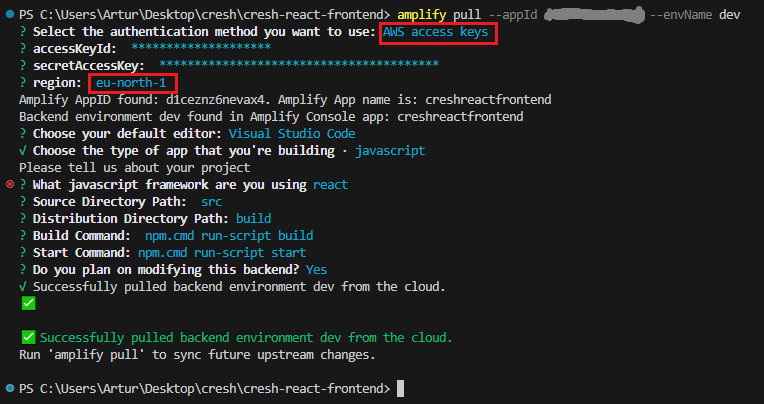 PS C:\Users\Artur\Desktop\cresh\cresh-react-frontend> amplify pull --appId --envName dev
? Select the authentication method you want to use: AWS access keys
? accessKeyId: ********************
? secretAccessKey: ****************************************
? region: eu-north-1
Amplify AppID found: d1ceznz6nevax4. Amplify App name is: creshreactfrontend
Backend environment dev found in Amplify Console app: creshreactfrontend
? Choose your default editor: Visual Studio Code
√ Choose the type of app that you're building · javascript
Please tell us about your project
? What javascript framework are you using react
? Source Directory Path: src
? Distribution Directory Path: build
? Build Command: npm.cmd run-script build
? Start Command: npm.cmd run-script start
? Do you plan on modifying this backend? Yes
√ Successfully pulled backend environment dev from the cloud.
✅
✅ Successfully pulled backend environment dev from the cloud.
Run 'amplify pull' to sync future upstream changes.
PS C:\Users\Artur\Desktop\cresh\cresh-react-frontend>